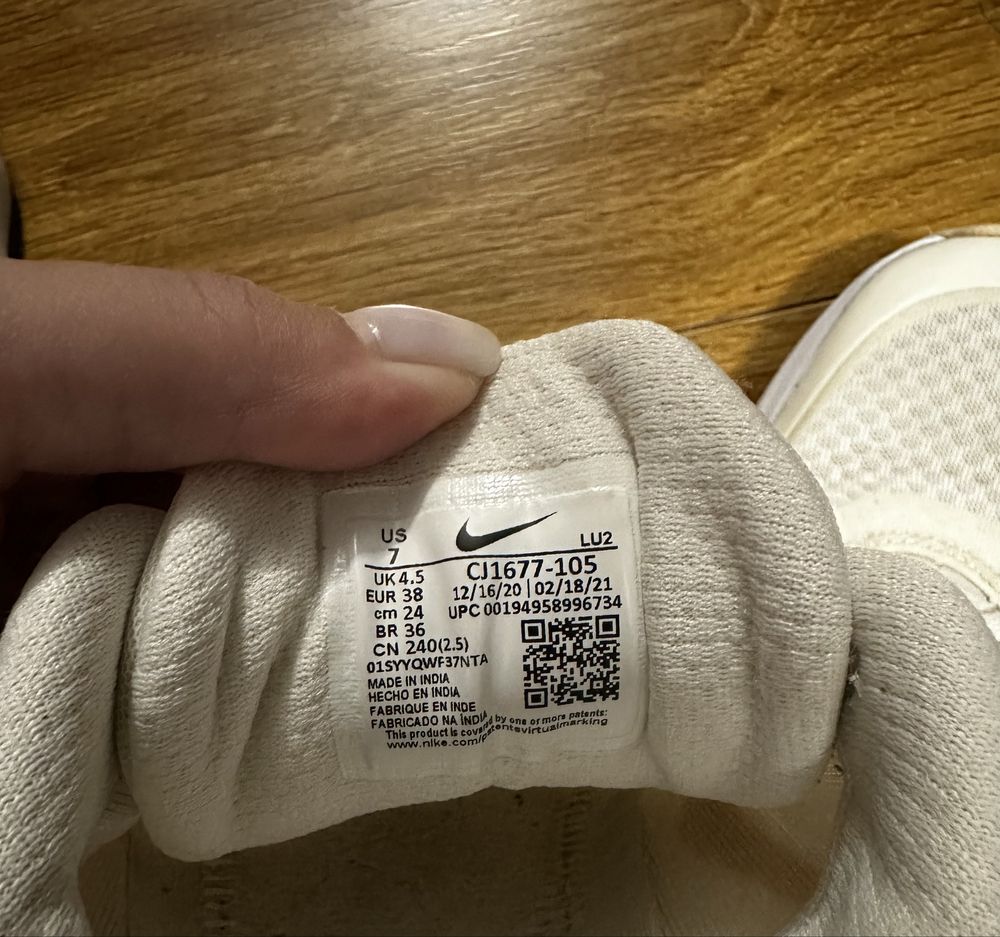 US
7
LU2
UK 4.5
CJ1677-105
EUR 38
12/16/20 | 02/18/21
cm 24
UPC 00194958996734
BR 36
CN 240(2.5)
01SYYQWF37NTA
MADE IN INDIA
HECHO EN INDIA
FABRIQUE EN INDE
FABRICADO NA ÍNDIA
This product is covered by one or more patents:
www.nike.com/patentsvirtualmarking